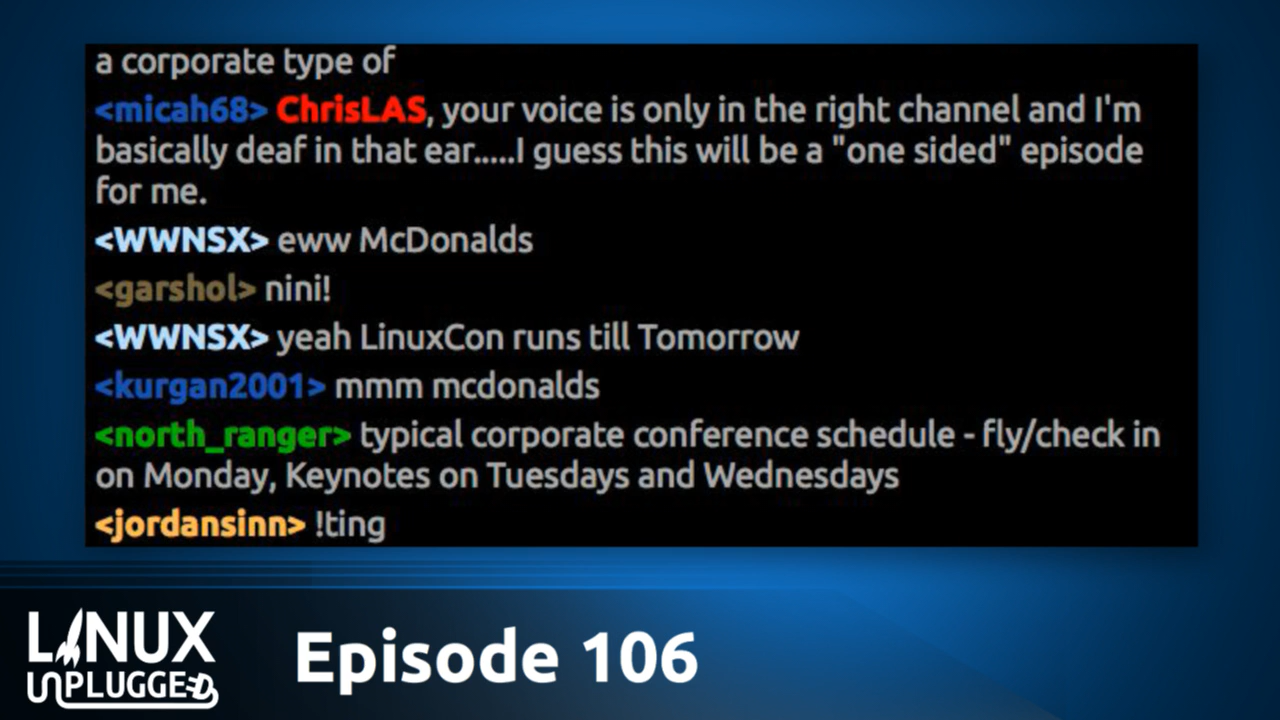 a corporate type of
<micah68> ChrisLAS, your voice is only in the right channel and I'm
basically deaf in that ear.....I guess this will be a "one sided" episode
for me.
<WWNSX> eww McDonalds
<garshol> nini!
<WWNSX> yeah LinuxCon runs till Tomorrow
<kurgan2001> mmm mcdonalds
<north_ranger> typical corporate conference schedule - fly/check in
on Monday, Keynotes on Tuesdays and Wednesdays
<jordansinn> !ting
LINUX
UNPLUGGED
Episode 106